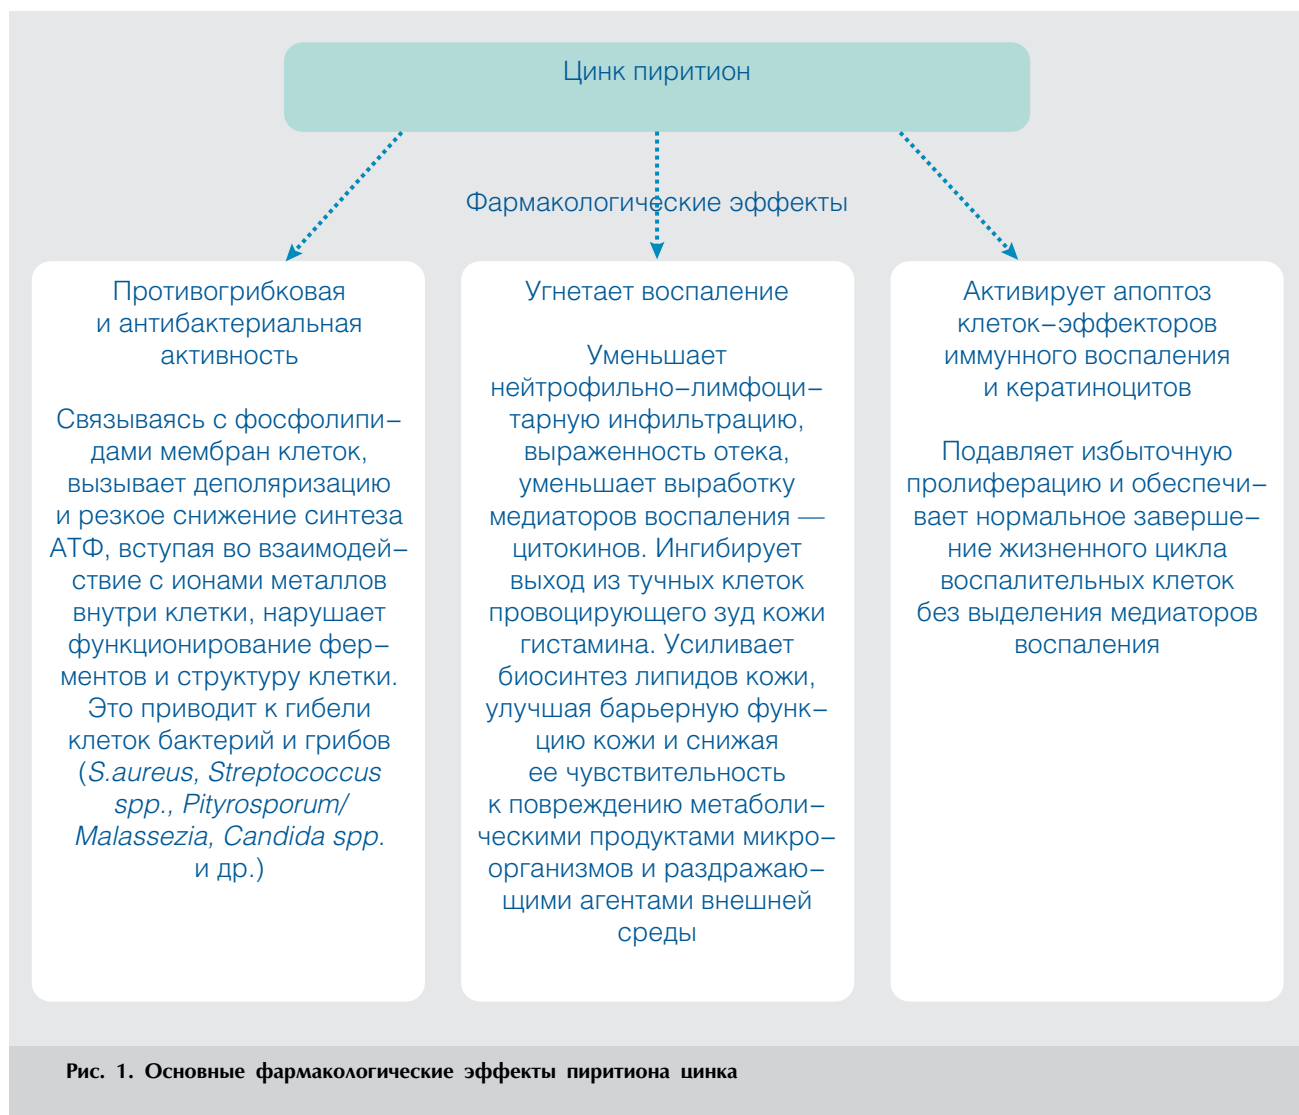 Цинк пиритион
Фармакологические эффекты
Противогрибковая
и антибактериальная
активность
Связываясь с фосфолипи–
дами мембран клеток,
вызывает деполяризацию
и резкое снижение синтеза
АТФ, вступая во взаимодей–
ствие с ионами металлов
внутри клетки, нарушает
функционирование фер–
ментов и структуру клетки.
Это приводит к гибели
клеток бактерий и грибов
(S.aureus, Streptococcus
spp., Pityrosporum/
Malassezia, Candida spp.
и др.)
Угнетает воспаление
Уменьшает
нейтрофильно–лимфоци–
тарную инфильтрацию,
выраженность отека,
уменьшает выработку
медиаторов воспаления —
цитокинов. Ингибирует
выход из тучных клеток
провоцирующего зуд кожи
гистамина. Усиливает
биосинтез липидов кожи,
улучшая барьерную функ–
цию кожи и снижая
ее чувствительность
к повреждению метаболи–
ческими продуктами микро–
организмов и раздражаю–
щими агентами внешней
среды
Активирует апоптоз
клеток–эффекторов
иммунного воспаления
и кератиноцитов
Подавляет избыточную
пролиферацию и обеспечи–
вает нормальное заверше–
ние жизненного цикла
воспалительных клеток
без выделения медиаторов
воспаления
Рис. 1. Основные фармакологические эффекты пиритиона цинка